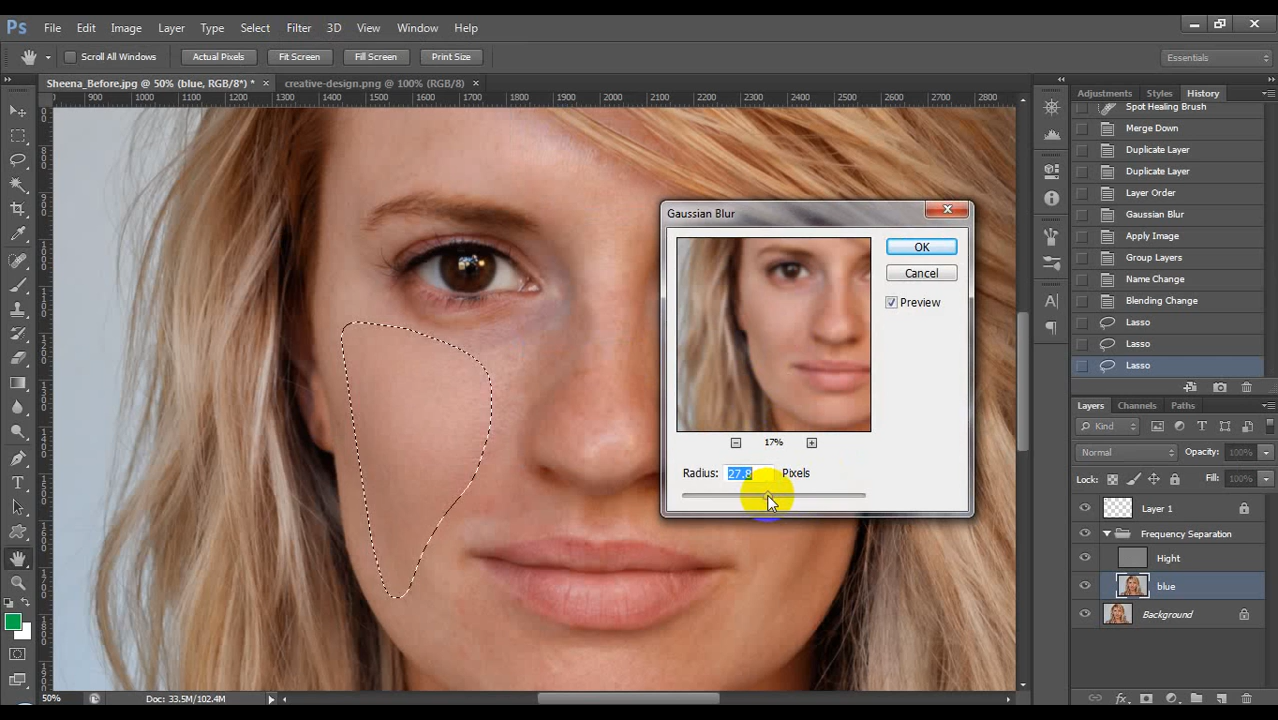 Ps File Edit Image Layer Type Select Filter 3D View Window Help
Scroll All Windows Actual Pixels Fit Screen Fill Screen Print Size Essentials
Sheena_Before.jpg @ 50% (blue, RGB/8*) * × creative-design.png @ 100% (RGB/8) ×
900 1000 1100 1200 1300 1400 1500 1600 1700 1800 1900 2000 2100 2200 2300 2400 2500 2600 2700 2800
Adjustments Styles History
Spot Healing Brush
Merge Down
Duplicate Layer
Duplicate Layer
Layer Order
Gaussian Blur
Apply Image
Group Layers
Name Change
Blending Change
Lasso
Lasso
Lasso
Gaussian Blur
OK
Cancel
Preview
17%
Radius: 27.8 Pixels
Layers Channels Paths
Kind
Normal Opacity: 100%
Lock: Fill: 100%
Layer 1
Frequency Separation
Hight
blue
Background
50% Doc: 33.5M/102.4M